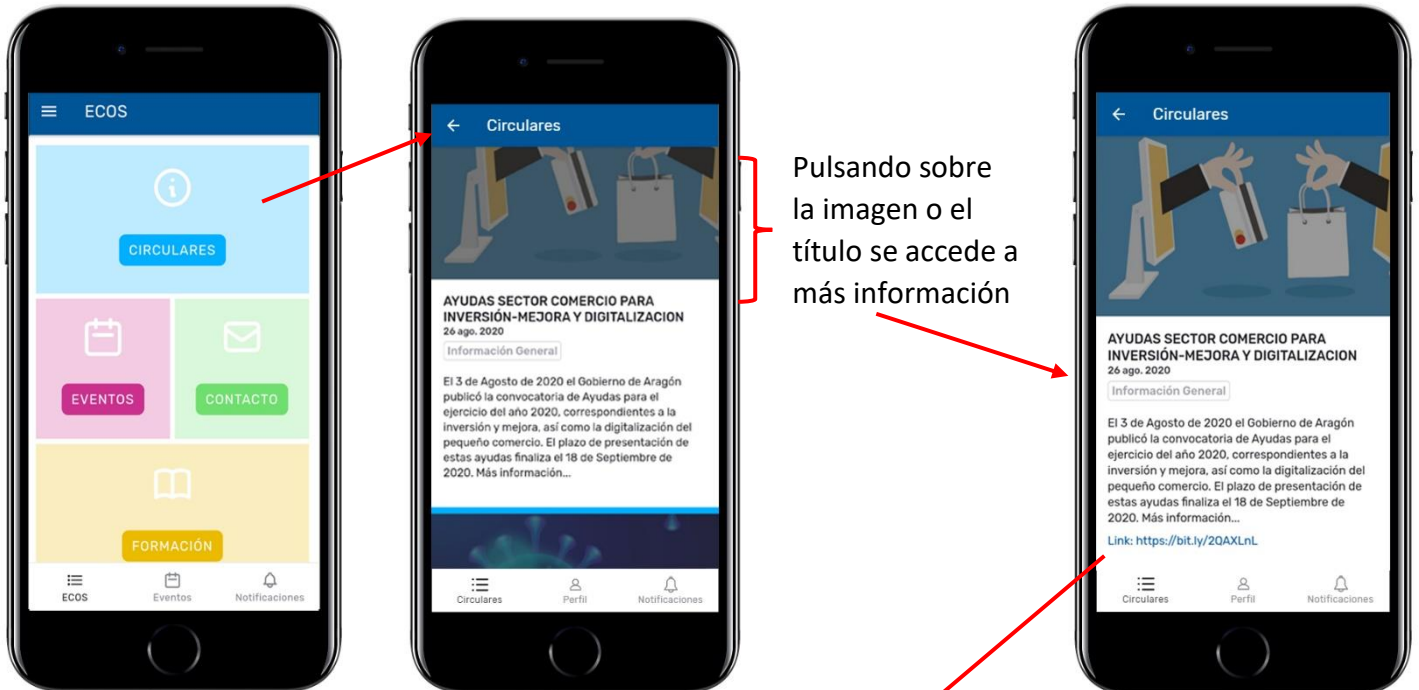 ECOS
CIRCULARES
EVENTOS
CONTACTO
FORMACIÓN
ECOS
Eventos
Notificaciones
Circulares
AYUDAS SECTOR COMERCIO PARA
INVERSIÓN-MEJORA Y DIGITALIZACION
26 ago. 2020
Información General
El 3 de Agosto de 2020 el Gobierno de Aragón
publicó la convocatoria de Ayudas para el
ejercicio del año 2020, correspondientes a la
inversión y mejora, así como la digitalización del
pequeño comercio. El plazo de presentación de
estas ayudas finaliza el 18 de Septiembre de
2020. Más información...
Circulares
Perfil
Notificaciones
Pulsando sobre
la imagen o el
título se accede a
más información
Circulares
AYUDAS SECTOR COMERCIO PARA
INVERSIÓN-MEJORA Y DIGITALIZACION
26 ago. 2020
Información General
El 3 de Agosto de 2020 el Gobierno de Aragón
publicó la convocatoria de Ayudas para el
ejercicio del año 2020, correspondientes a la
inversión y mejora, así como la digitalización del
pequeño comercio. El plazo de presentación de
estas ayudas finaliza el 18 de Septiembre de
2020. Más información...
Link: https://bit.ly/2QAXLnL
Circulares
Perfil
Notificaciones